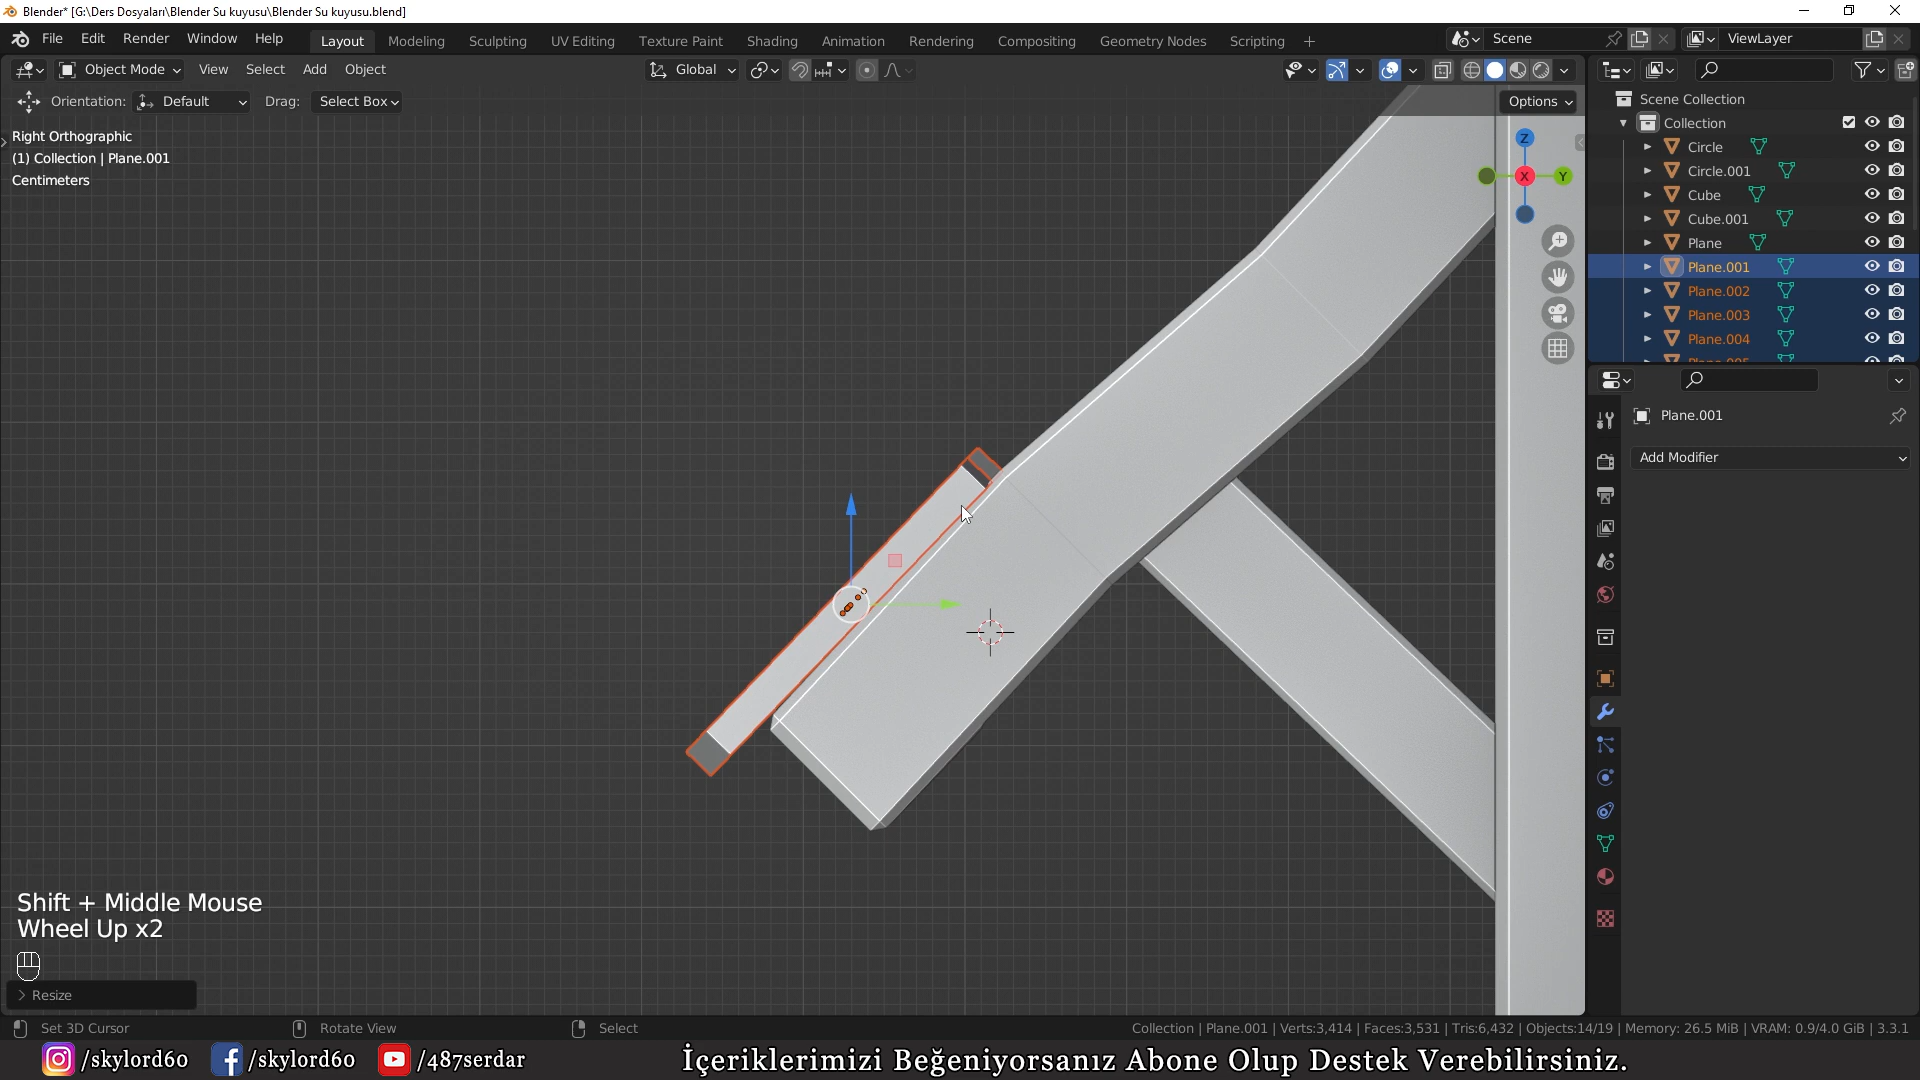 Blender* [G:\Ders Dosyaları\Blender Su kuyusu\Blender Su kuyusu.blend]
File Edit Render Window Help
Layout Modeling Sculpting UV Editing Texture Paint Shading Animation Rendering Compositing Geometry Nodes Scripting +
Scene
ViewLayer
Object Mode View Select Add Object
Global
Orientation: Default Drag: Select Box
Options
Right Orthographic
(1) Collection | Plane.001
Centimeters
Z
X
Y
Scene Collection
Collection
Circle
Circle.001
Cube
Cube.001
Plane
Plane.001
Plane.002
Plane.003
Plane.004
Plane.005
Plane.001
Add Modifier
Shift + Middle Mouse
Wheel Up x2
Resize
Set 3D Cursor Rotate View Select
Collection | Plane.001 | Verts:3,414 | Faces:3,531 | Tris:6,432 | Objects:14/19 | Memory: 26.5 MiB | VRAM: 0.9/4.0 GiB | 3.3.1
/skylord60 /skylord60 /487serdar
İçeriklerimizi Beğeniyorsanız Abone Olup Destek Verebilirsiniz.